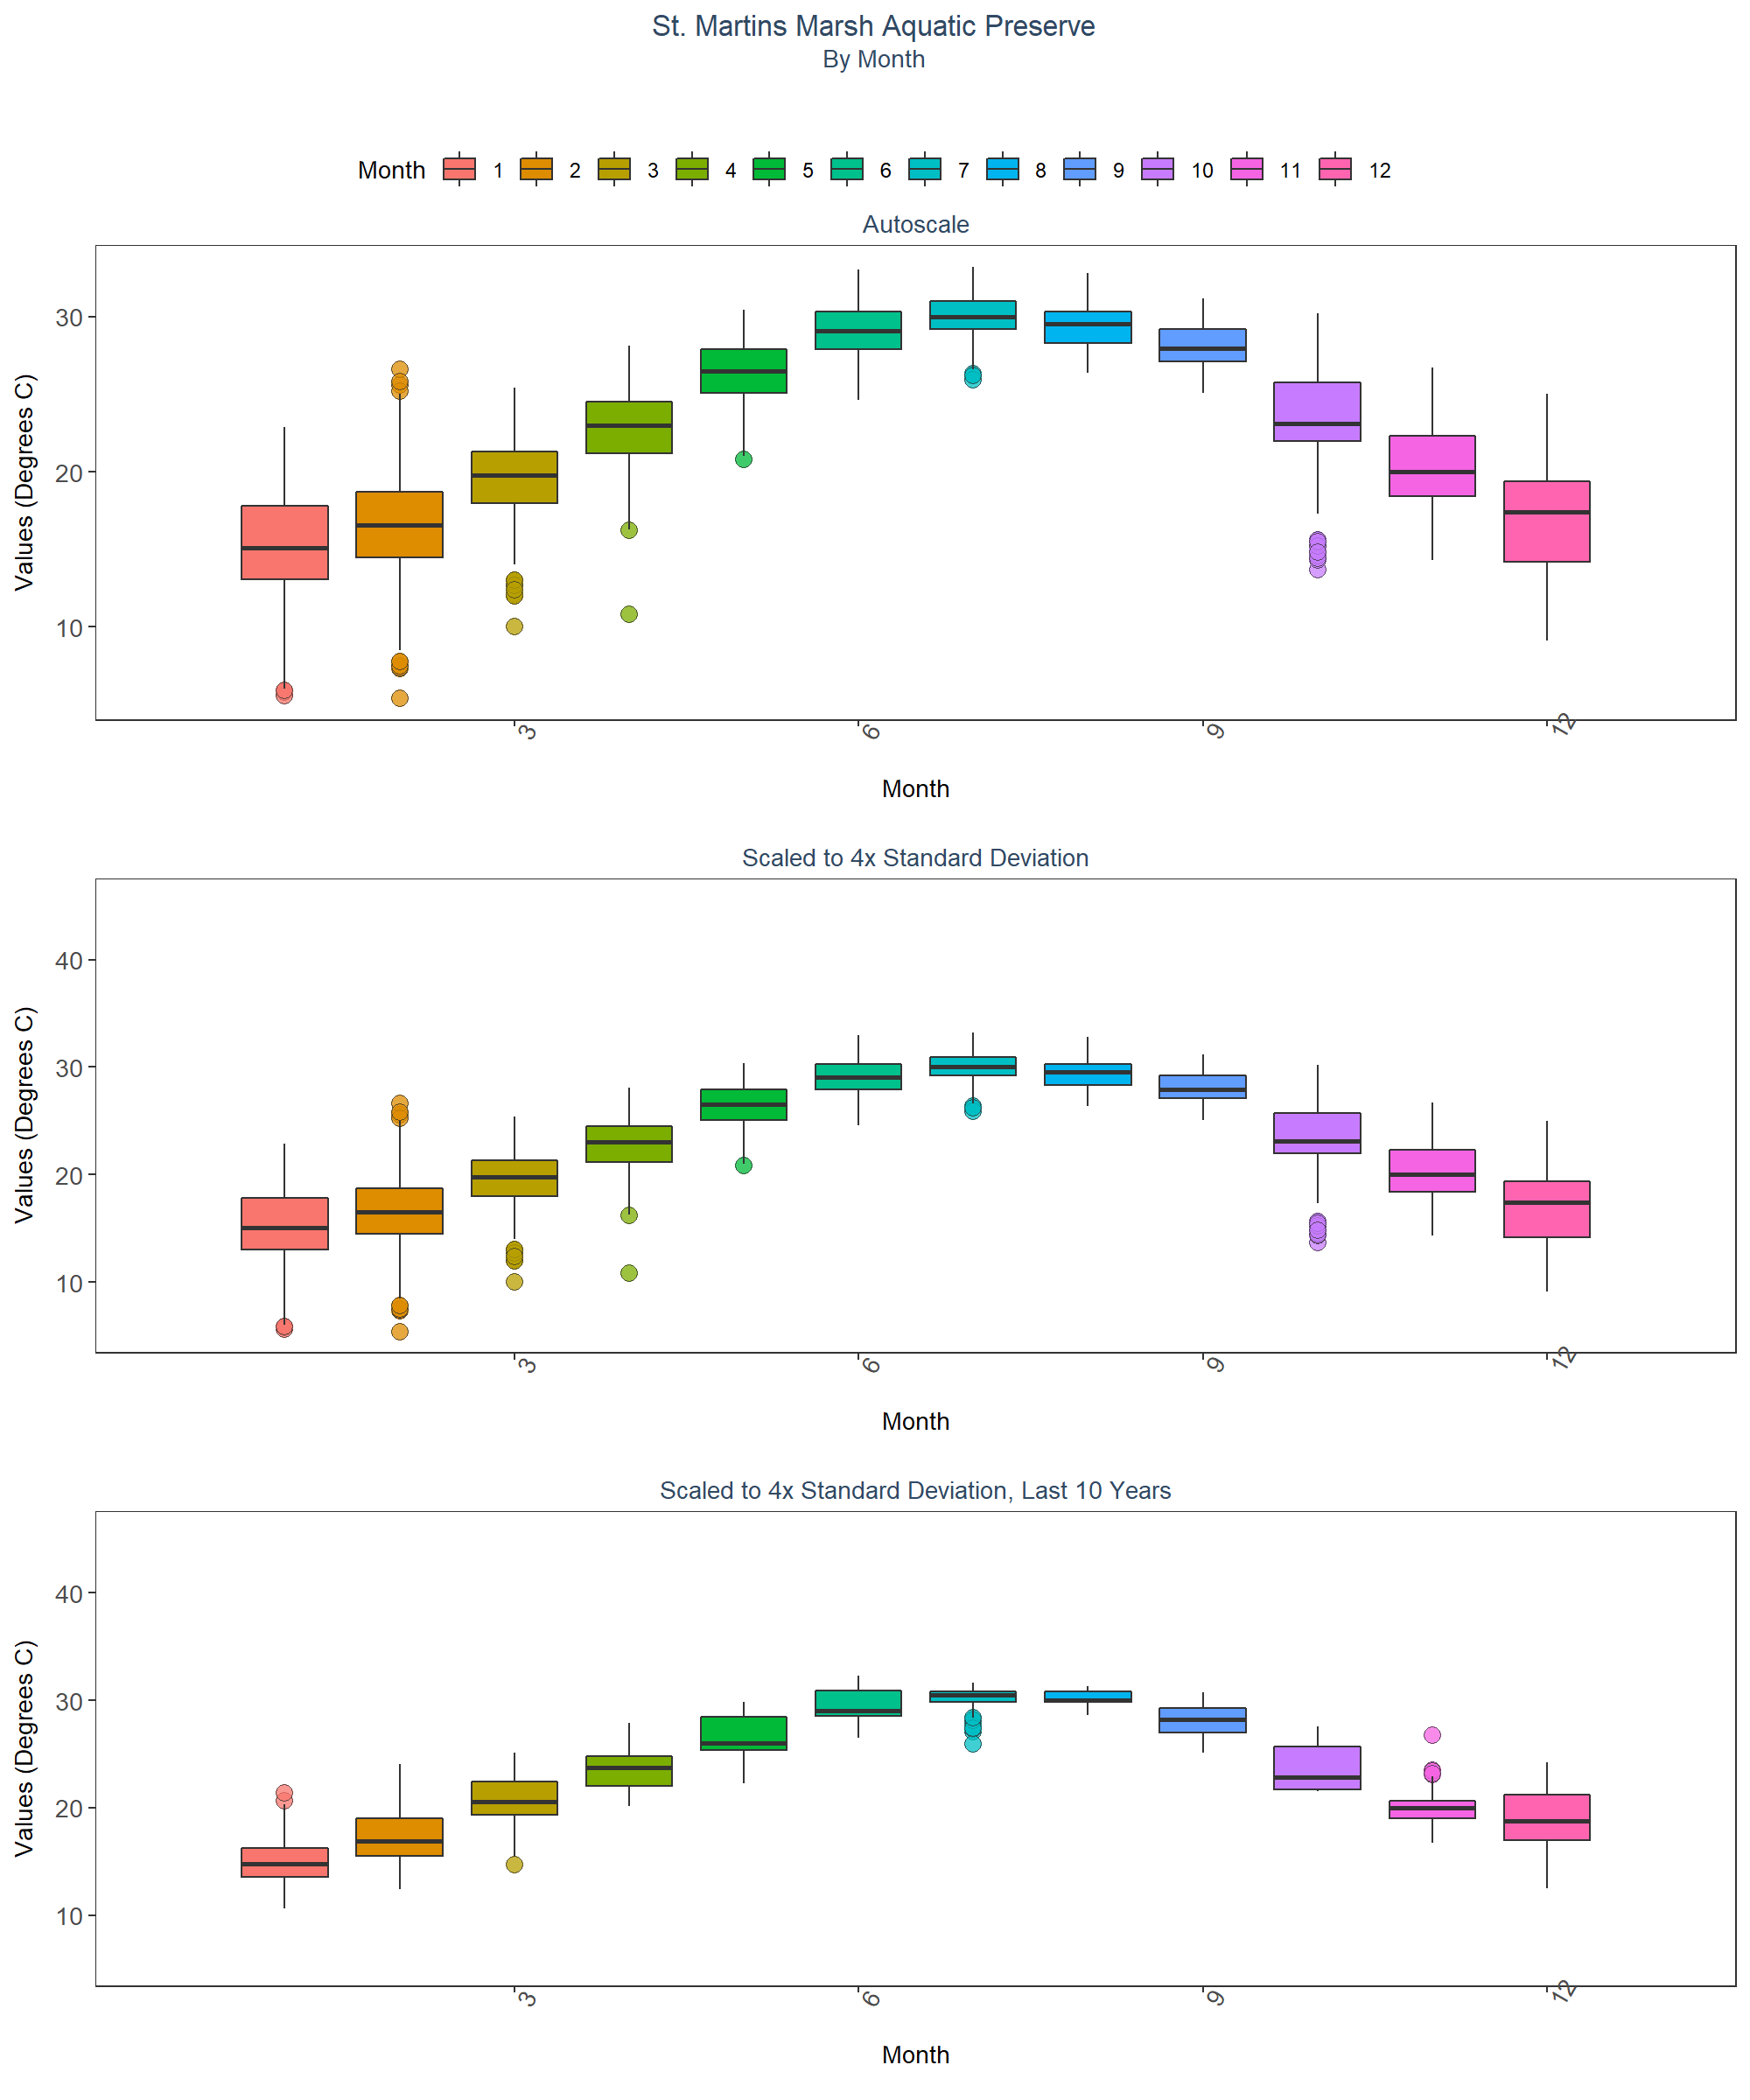 St. Martins Marsh Aquatic Preserve
By Month
Month 1 2 3 4 5 6 7 8 9 10 11 12
Autoscale
Values (Degrees C)
30
20
10
3 6 9 12
Month
Scaled to 4x Standard Deviation
Values (Degrees C)
40
30
20
10
3 6 9 12
Month
Scaled to 4x Standard Deviation, Last 10 Years
Values (Degrees C)
40
30
20
10
3 6 9 12
Month